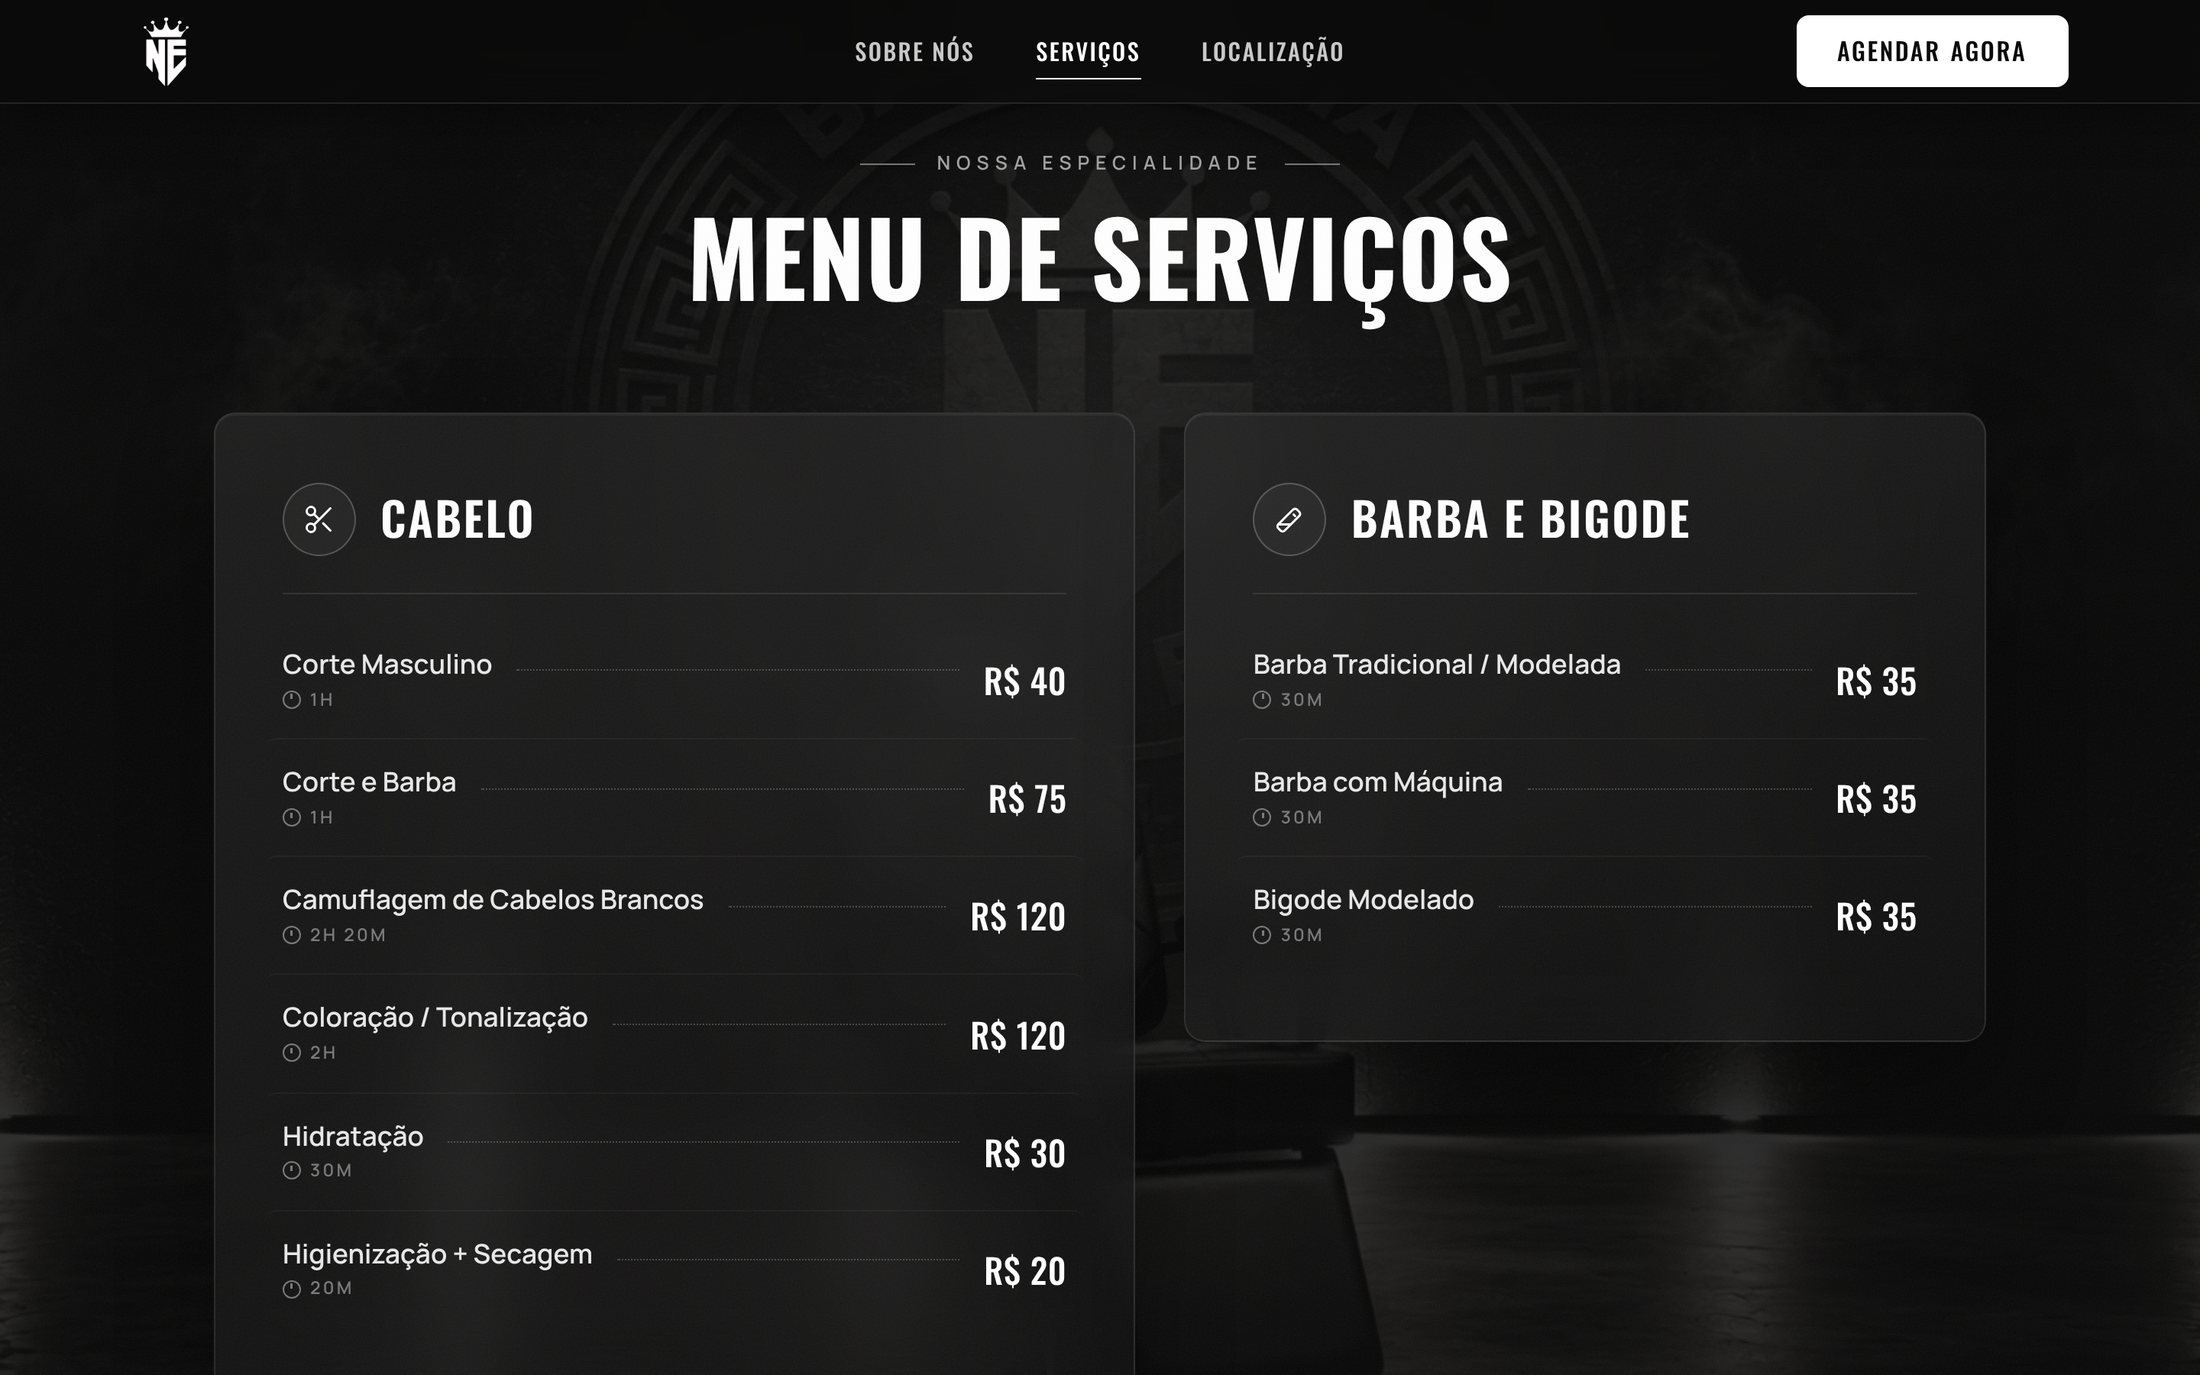 NE
SOBRE NÓS
SERVIÇOS
LOCALIZAÇÃO
AGENDAR AGORA
NOSSA ESPECIALIDADE
MENU DE SERVIÇOS
NE
CABELO
Corte Masculino R$ 40
1H
Corte e Barba R$ 75
1H
Camuflagem de Cabelos Brancos R$ 120
2H 20M
Coloração / Tonalização R$ 120
2H
Hidratação R$ 30
30M
Higienização + Secagem R$ 20
20M
BARBA E BIGODE
Barba Tradicional / Modelada R$ 35
30M
Barba com Máquina R$ 35
30M
Bigode Modelado R$ 35
30M